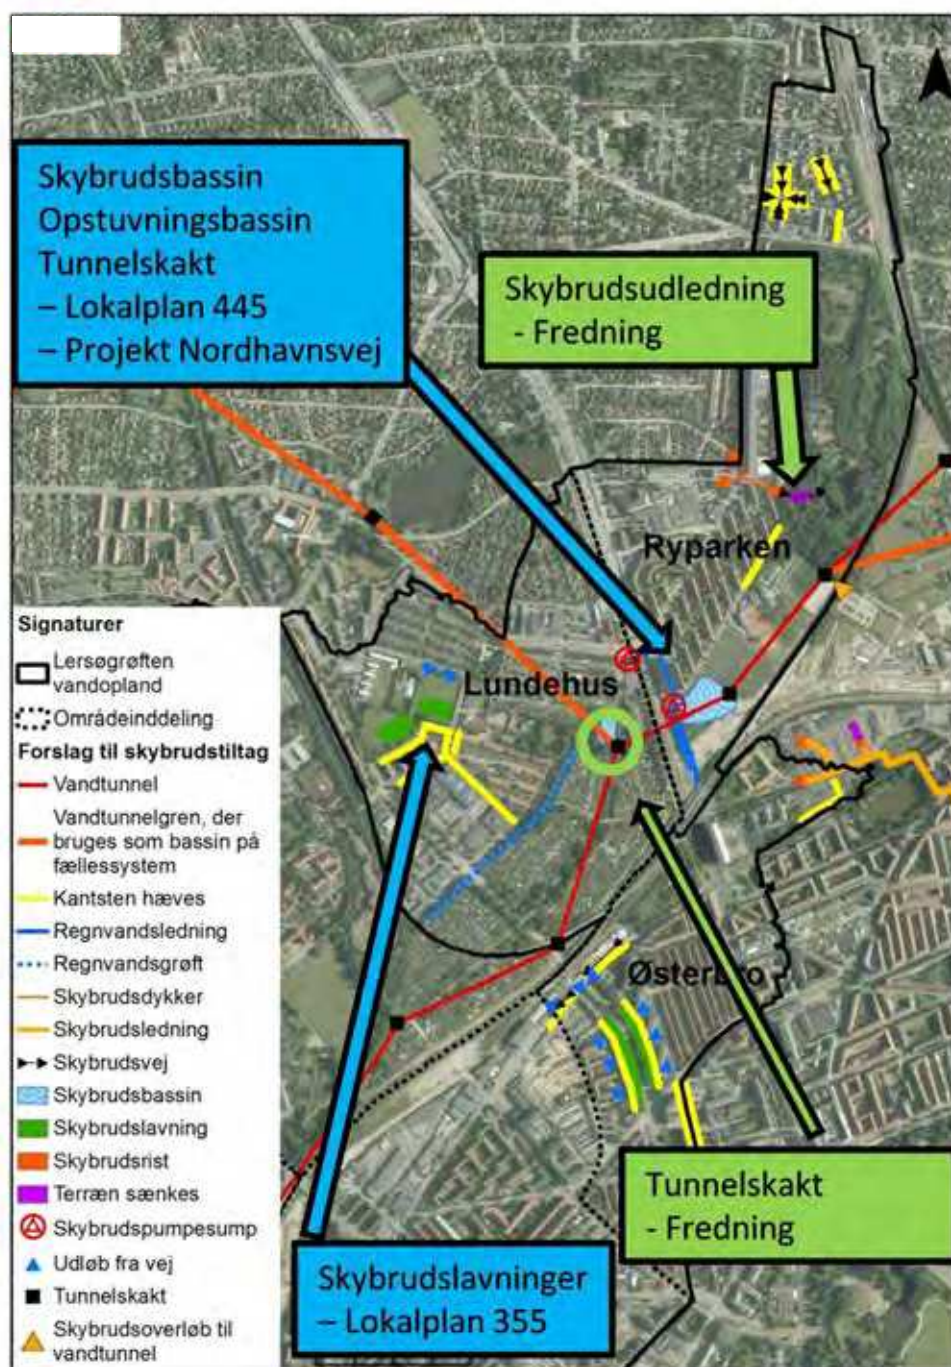 Skybrudsbassin
Opstuvningsbassin
Tunnelskakt
– Lokalplan 445
– Projekt Nordhavnsvej
Skybrudsudledning
- Fredning
Ryparken
Lundehus
Østerbro
Signaturer
Lersøgrøften
vandopland
Områdeinddeling
Forslag til skybrudstiltag
Vandtunnel
Vandtunnelgren, der
bruges som bassin på
fællessystem
Kantsten hæves
Regnvandsledning
Regnvandsgrøft
Skybrudsdykker
Skybrudsledning
Skybrudsvej
Skybrudsbassin
Skybrudslavning
Skybrudsrist
Terræn sænkes
Skybrudspumpesump
Udløb fra vej
Tunnelskakt
Skybrudsoverløb til
vandtunnel
Tunnelskakt
- Fredning
Skybrudslavninger
– Lokalplan 355